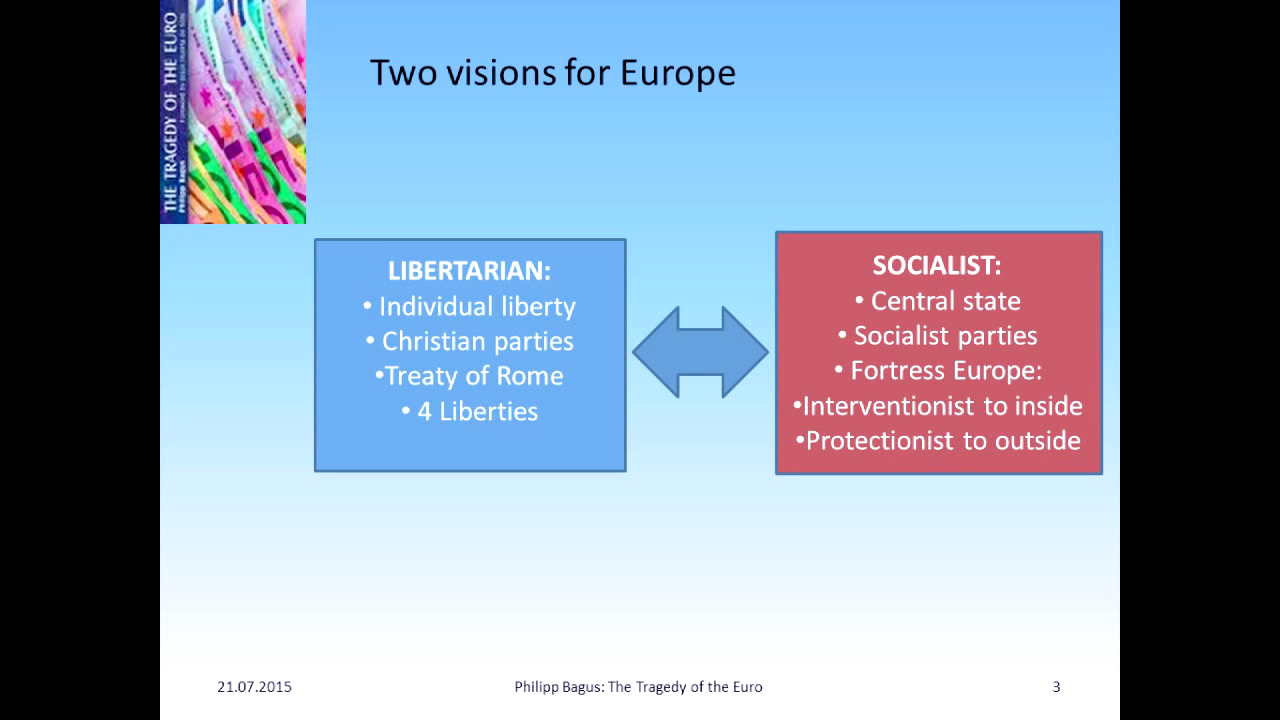 THE TRAGEDY OF THE EURO
Philipp Bagus
Two visions for Europe
LIBERTARIAN:
• Individual liberty
• Christian parties
•Treaty of Rome
• 4 Liberties
SOCIALIST:
• Central state
• Socialist parties
• Fortress Europe:
•Interventionist to inside
•Protectionist to outside
21.07.2015
Philipp Bagus: The Tragedy of the Euro
3